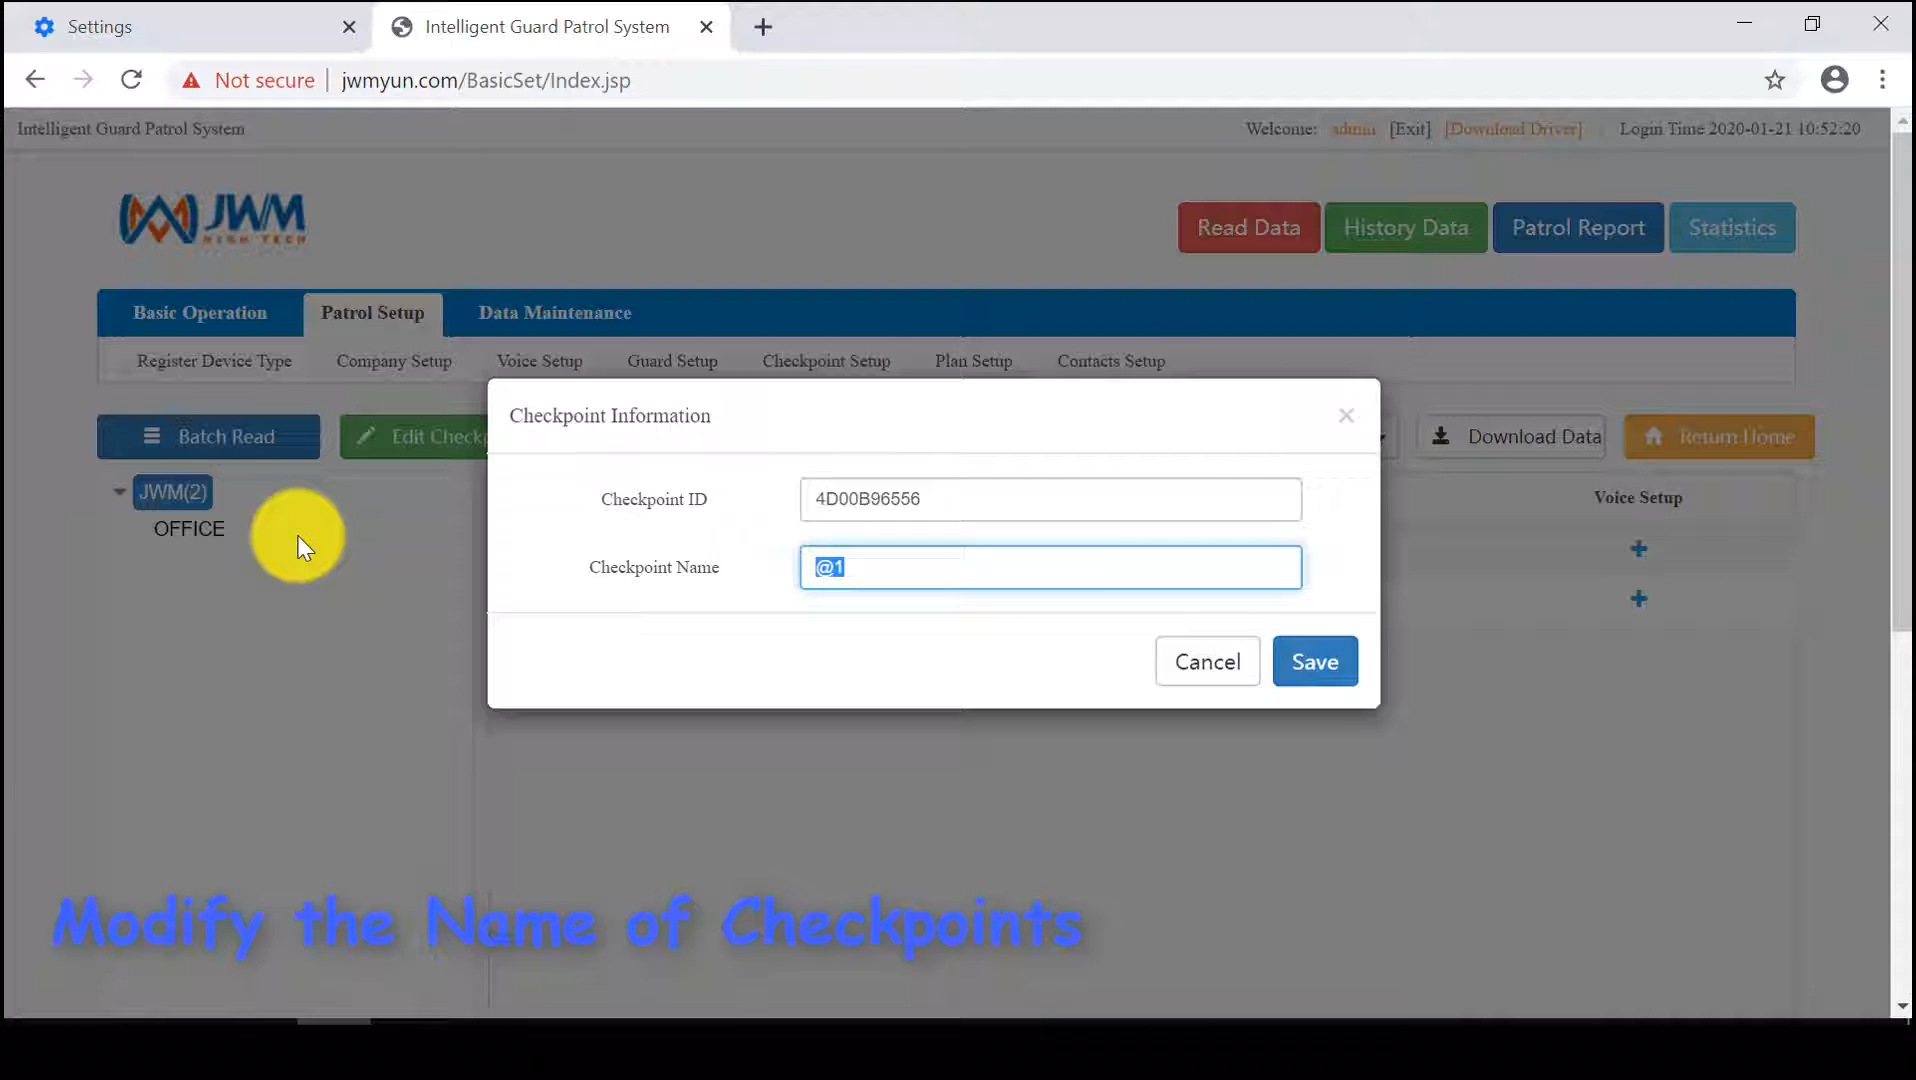 Settings
Intelligent Guard Patrol System
Not secure
jwmyun.com/BasicSet/Index.jsp
Intelligent Guard Patrol System
Welcome: admin [Exit] [Download Driver] Login Time 2020-01-21 10:52:20
JWM
HIGH TECH
Read Data
History Data
Patrol Report
Statistics
Basic Operation
Patrol Setup
Data Maintenance
Register Device Type
Company Setup
Voice Setup
Guard Setup
Checkpoint Setup
Plan Setup
Contacts Setup
Batch Read
Edit Checkp
Download Data
Return Home
Checkpoint Information
JWM(2)
OFFICE
Checkpoint ID
4D00B96556
Voice Setup
Checkpoint Name
@1
Cancel
Save
Modify the Name of Checkpoints